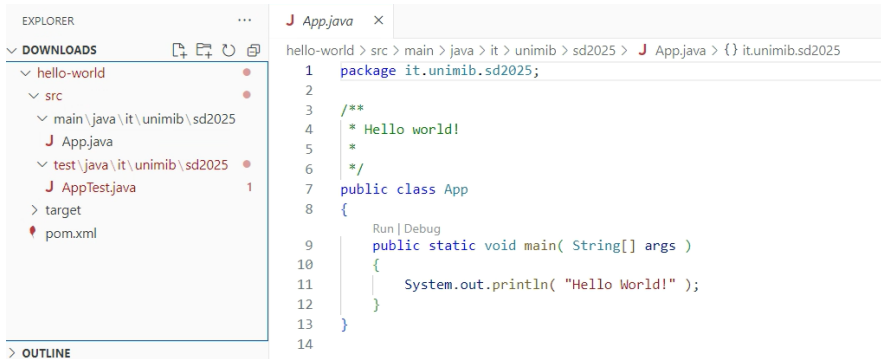 EXPLORER
DOWNLOADS
hello-world
src
main\java\it\unimib\sd2025
J App.java
test\java\it\unimib\sd2025
J AppTest.java 1
target
pom.xml
OUTLINE
J App.java
hello-world > src > main > java > it > unimib > sd2025 > J App.java > {} it.unimib.sd2025
1 package it.unimib.sd2025;
2
3 /**
4 * Hello world!
5 *
6 */
7 public class App
8 {
Run | Debug
9 public static void main( String[] args )
10 {
11 System.out.println( "Hello World!" );
12 }
13 }
14